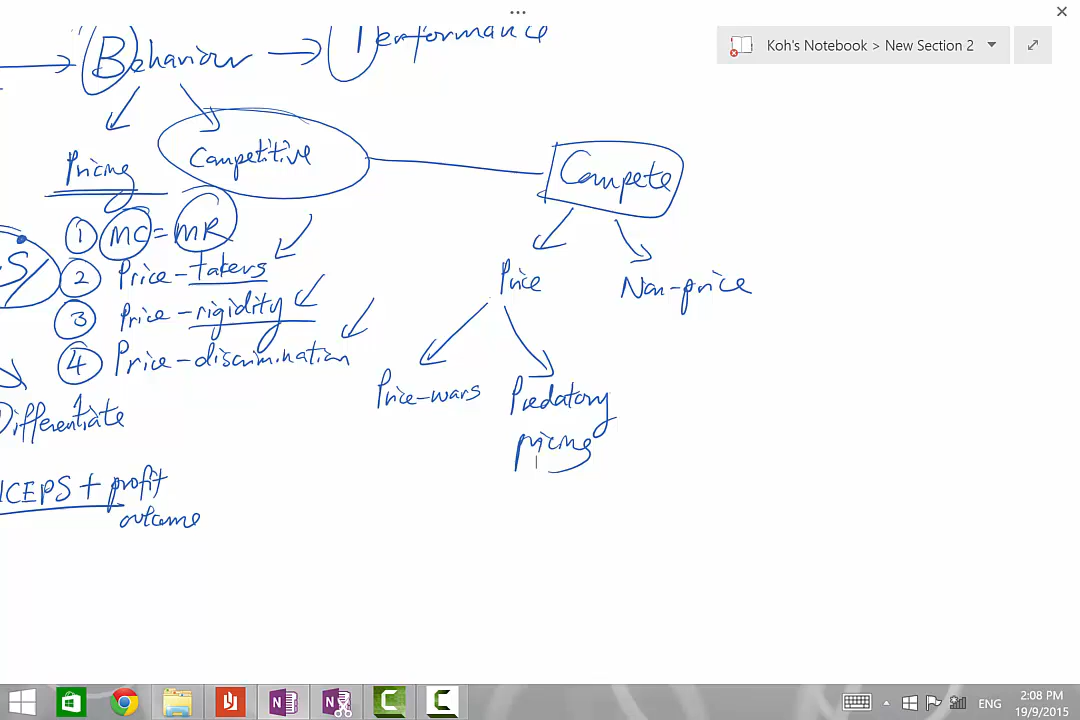 Koh's Notebook > New Section 2
Behaviour → Performance
Pricing
Competitive
Compete
① MC = MR
② Price-takers
③ Price-rigidity
④ Price-discrimination
Price
Non-price
Price-wars
Predatory
pricing
Differentiate
ICEPS + profit
outcome
ENG
2:08 PM
19/9/2015